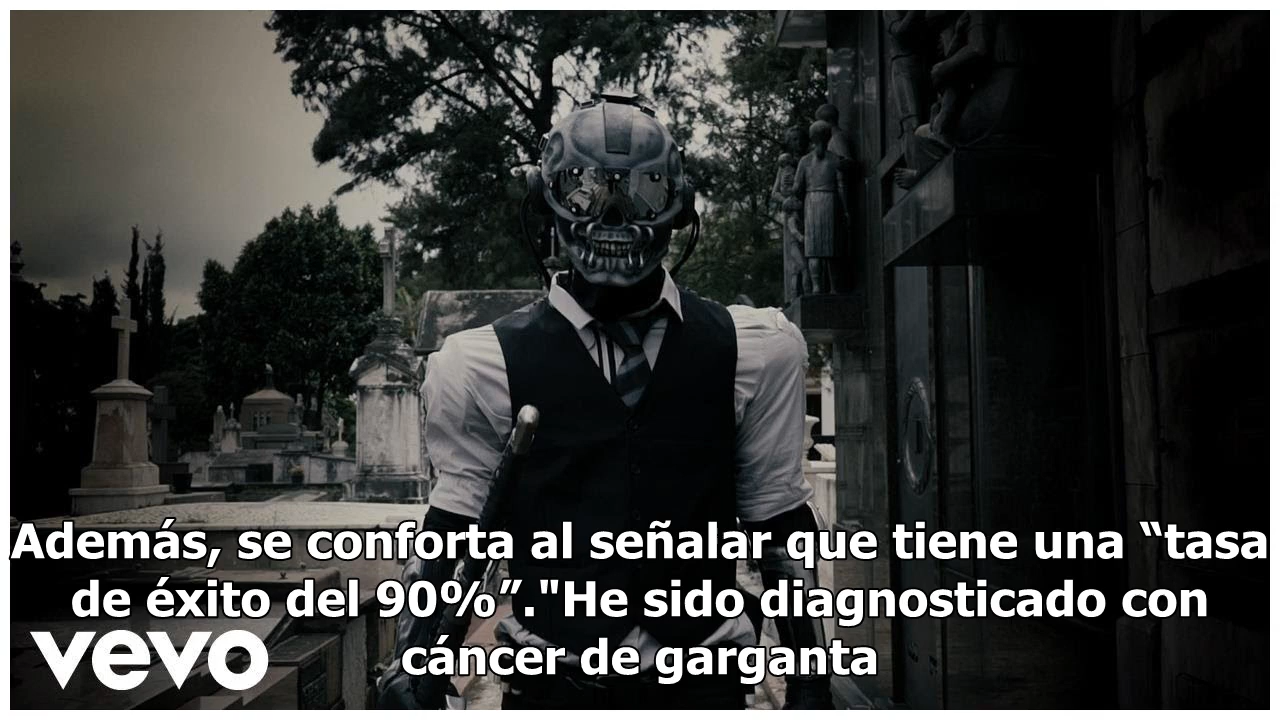 Además, se conforta al señalar que tiene una “tasa
de éxito del 90%”."He sido diagnosticado con
cáncer de garganta
vevo